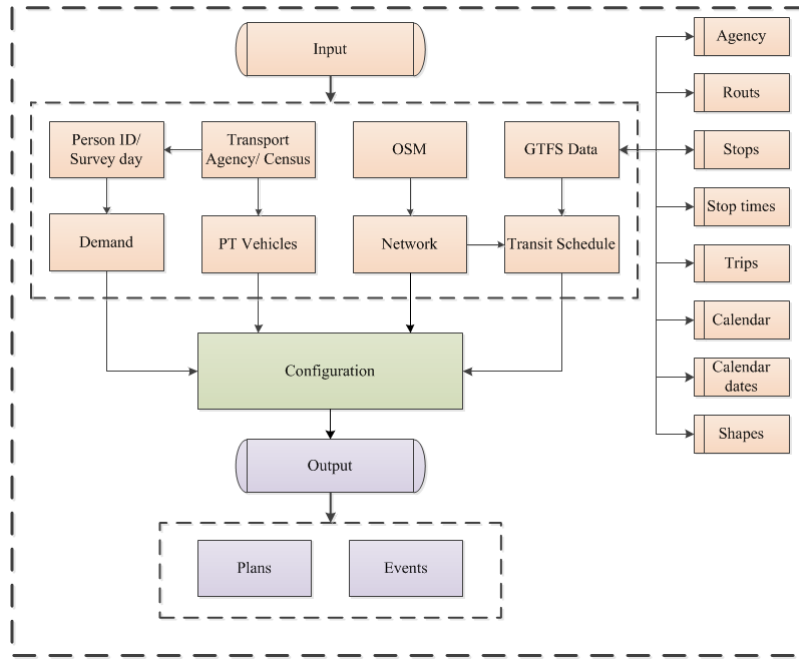 Input
Agency
Routs
Stops
Stop times
Trips
Calendar
Calendar
dates
Shapes
Person ID/
Survey day
Transport
Agency/ Census
OSM
GTFS Data
Demand
PT Vehicles
Network
Transit Schedule
Configuration
Output
Plans
Events